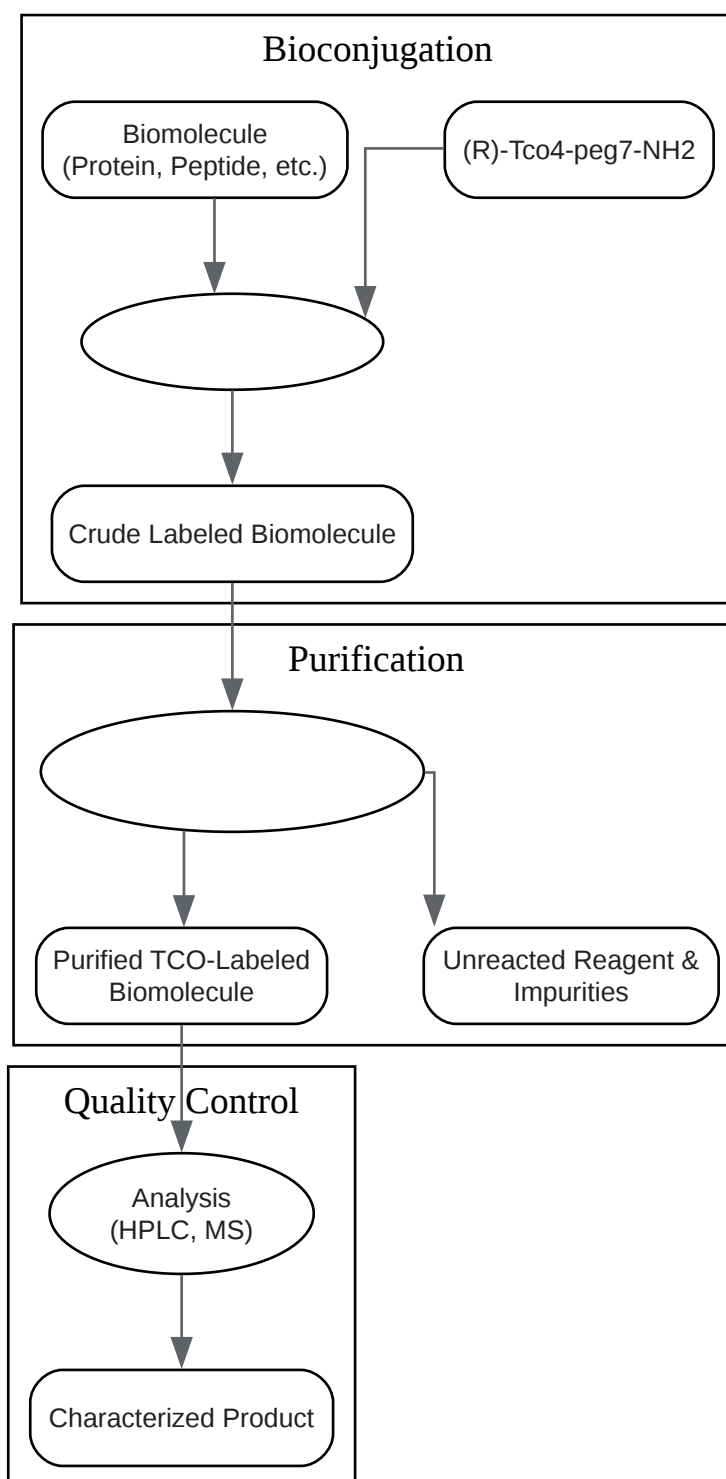 Bioconjugation
Biomolecule
(Protein, Peptide, etc.)
(R)-Tco4-peg7-NH2
Crude Labeled Biomolecule
Purification
Purified TCO-Labeled
Biomolecule
Unreacted Reagent &
Impurities
Quality Control
Analysis
(HPLC, MS)
Characterized Product